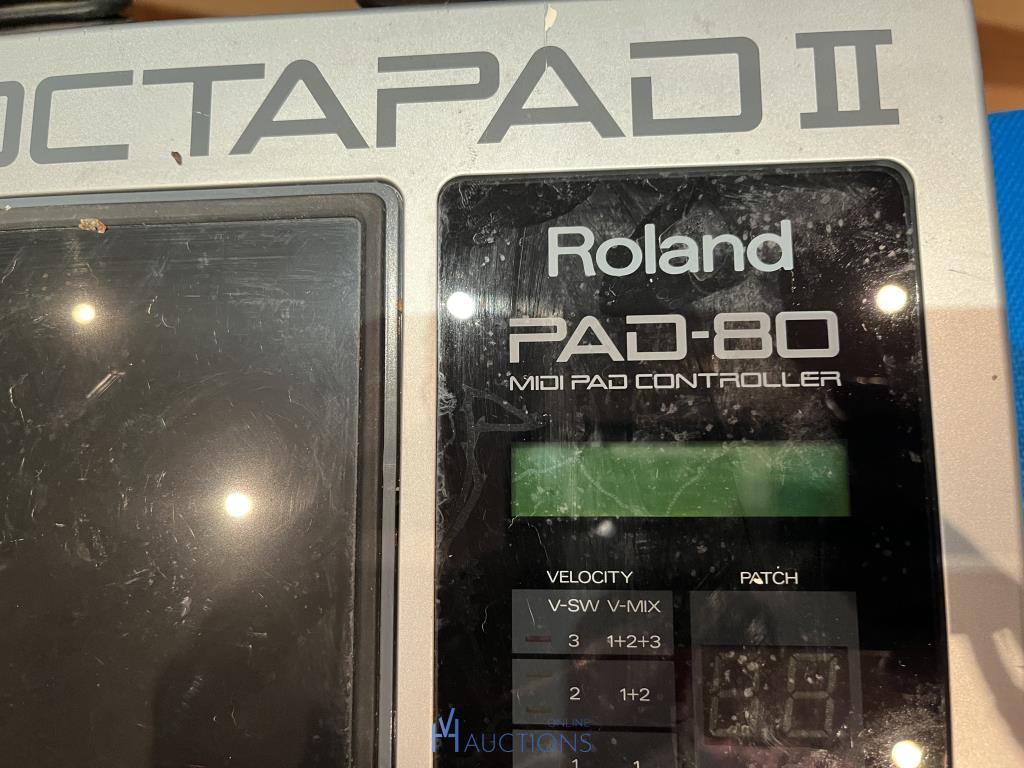 OCTAPAD II
Roland
PAD-80
MIDI PAD CONTROLLER
VELOCITY
PATCH
V-SW V-MIX
3 1+2+3
2 1+2
1 1
ONLINE
AUCTIONS